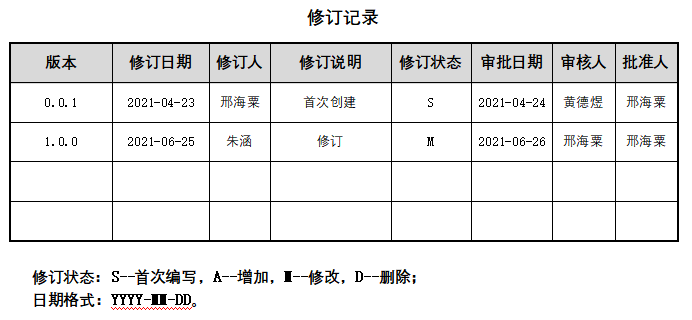 修订记录
版本 修订日期 修订人 修订说明 修订状态 审批日期 审核人 批准人
0.0.1 2021-04-23 邢海粟 首次创建 S 2021-04-24 黄德煜 邢海粟
1.0.0 2021-06-25 朱涵 修订 M 2021-06-26 邢海粟 邢海粟
修订状态：S--首次编写，A--增加，M--修改，D--删除；
日期格式：YYYY-MM-DD。